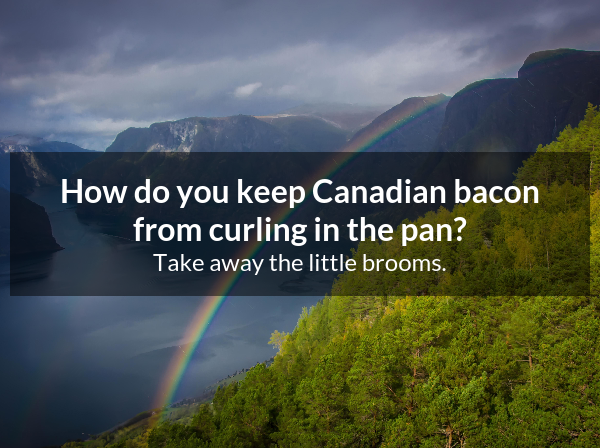 How do you keep Canadian bacon
from curling in the pan?
Take away the little brooms.